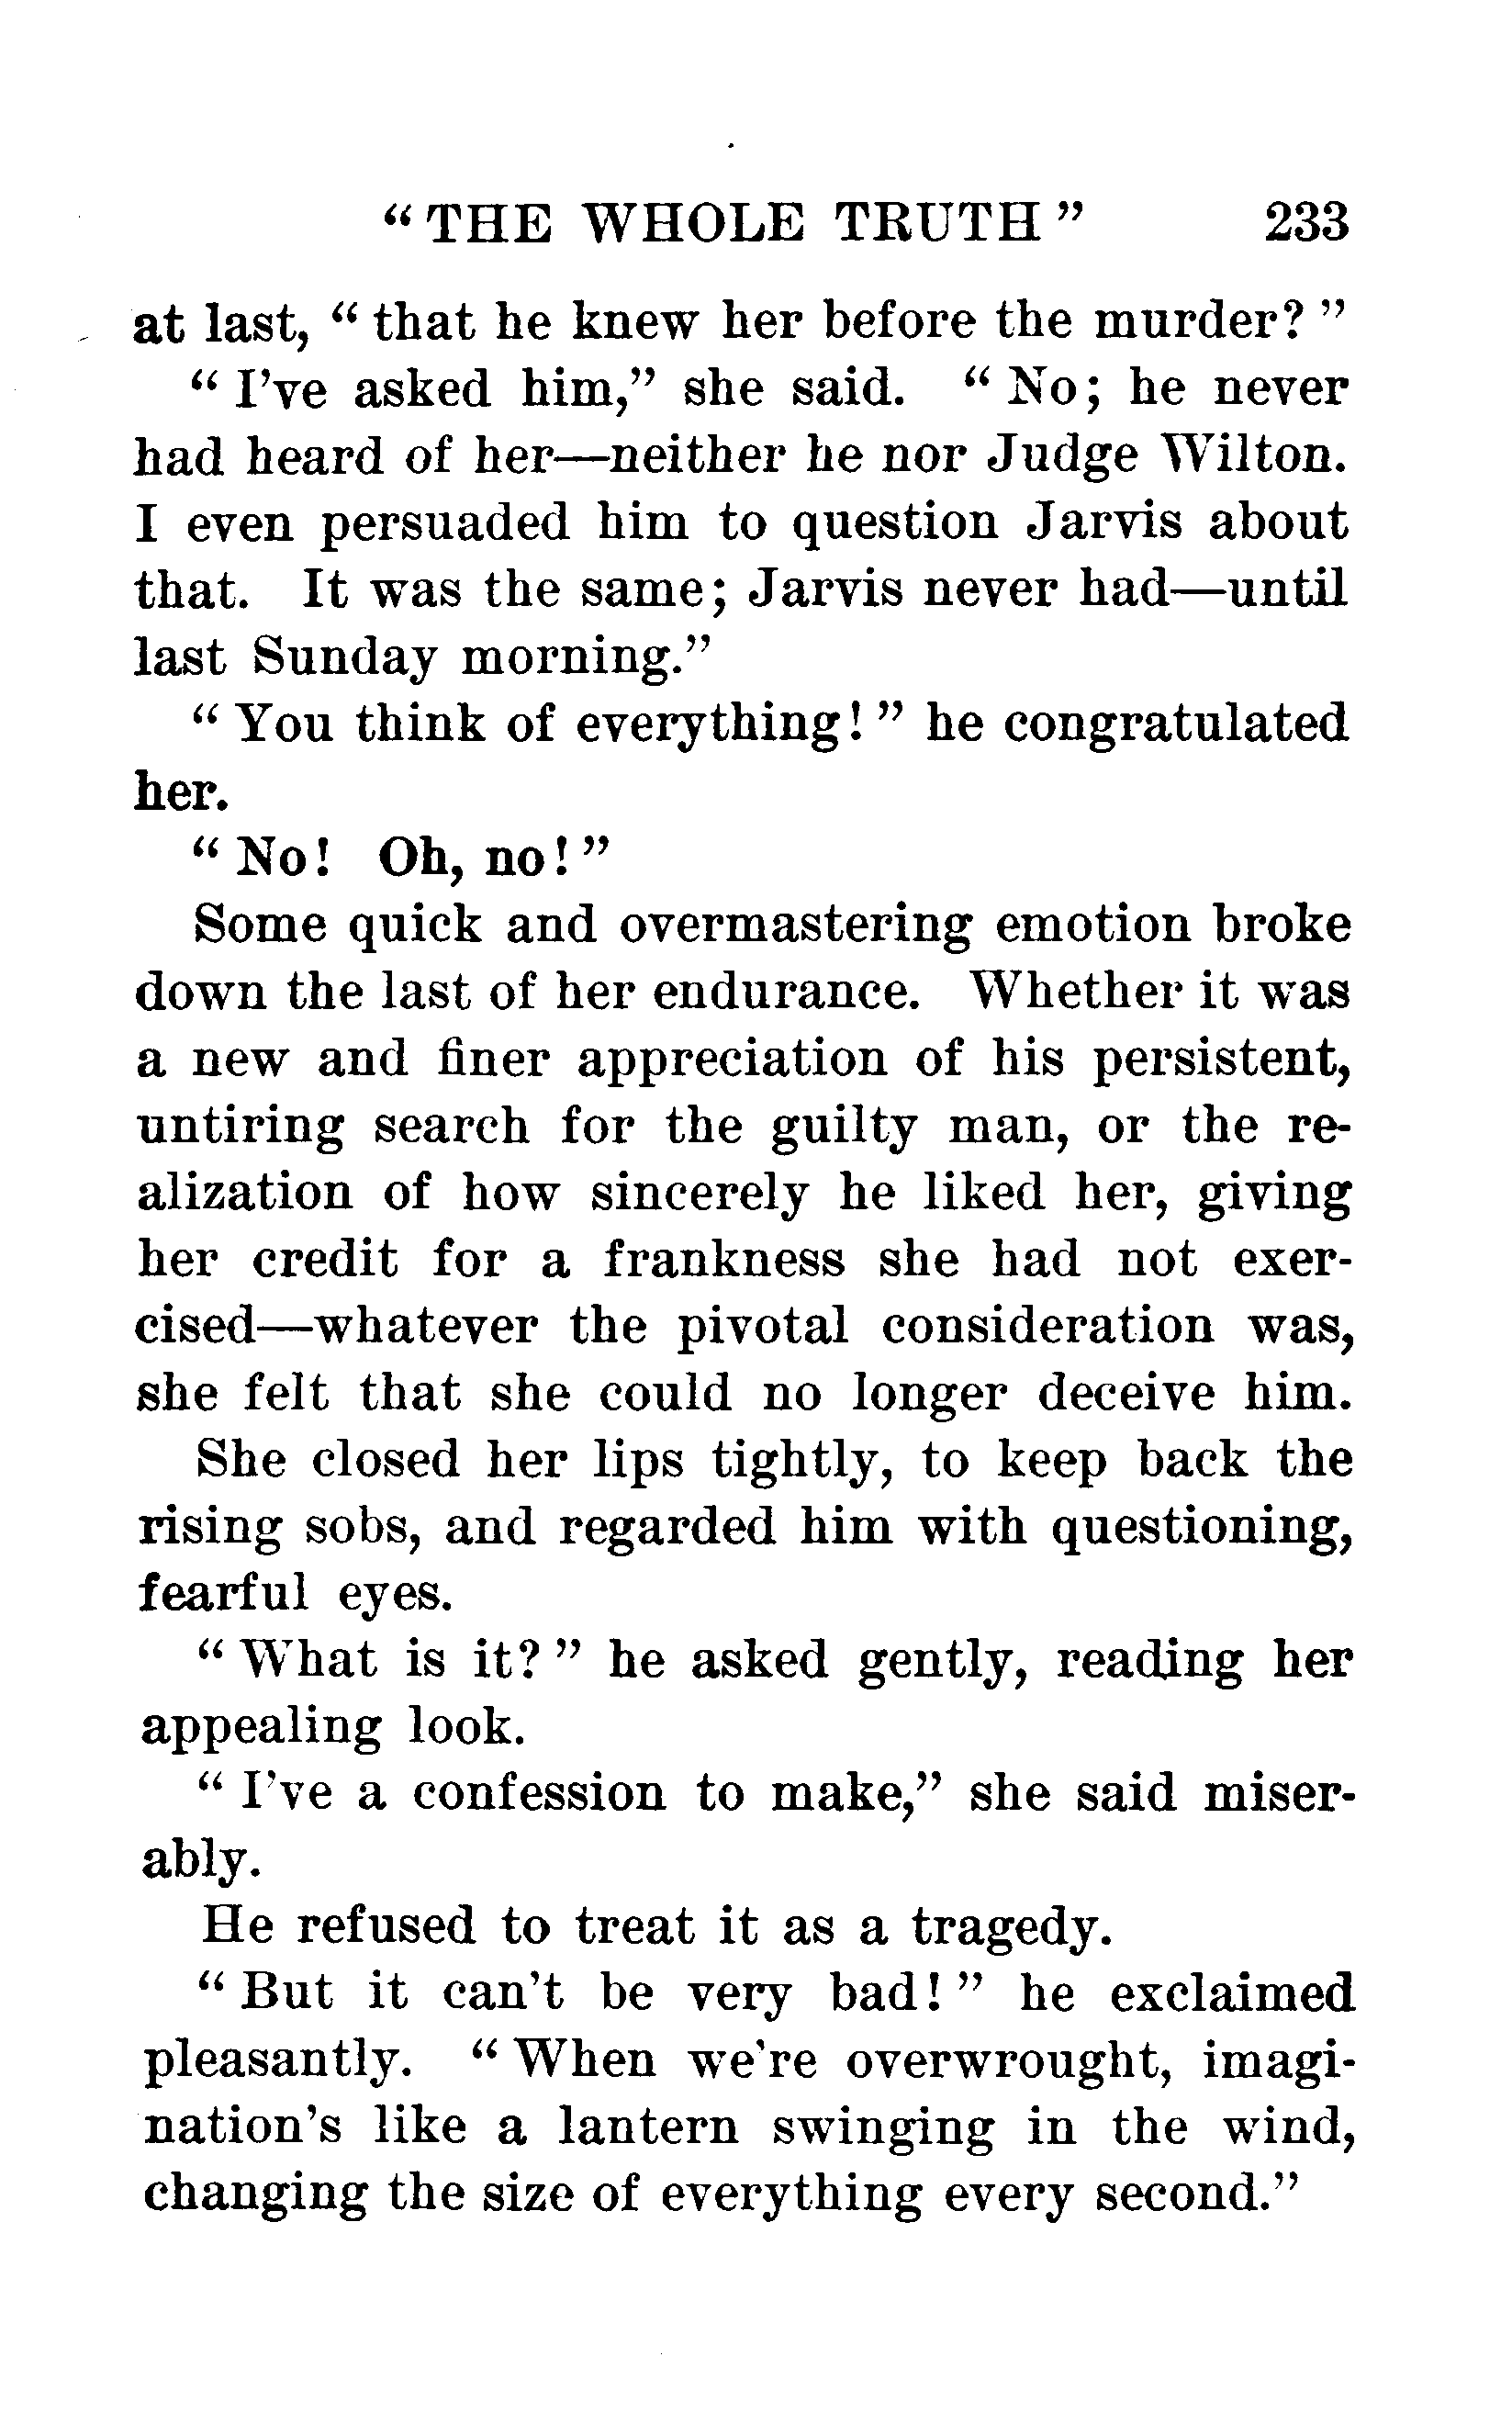 “ THE WHOLE TRUTH ” 233
at last, “ that he knew her before the murder? ”
“ I’ve asked him,” she said. “ No; he never
had heard of her—neither he nor Judge Wilton.
I even persuaded him to question Jarvis about
that. It was the same; Jarvis never had—until
last Sunday morning.”
“ You think of everything! ” he congratulated
her.
“ No! Oh, no! ”
Some quick and overmastering emotion broke
down the last of her endurance. Whether it was
a new and finer appreciation of his persistent,
untiring search for the guilty man, or the re-
alization of how sincerely he liked her, giving
her credit for a frankness she had not exer-
cised—whatever the pivotal consideration was,
she felt that she could no longer deceive him.
She closed her lips tightly, to keep back the
rising sobs, and regarded him with questioning,
fearful eyes.
“ What is it? ” he asked gently, reading her
appealing look.
“ I’ve a confession to make,” she said miser-
ably.
He refused to treat it as a tragedy.
“ But it can’t be very bad! ” he exclaimed
pleasantly. “ When we’re overwrought, imagi-
nation’s like a lantern swinging in the wind,
changing the size of everything every second.”